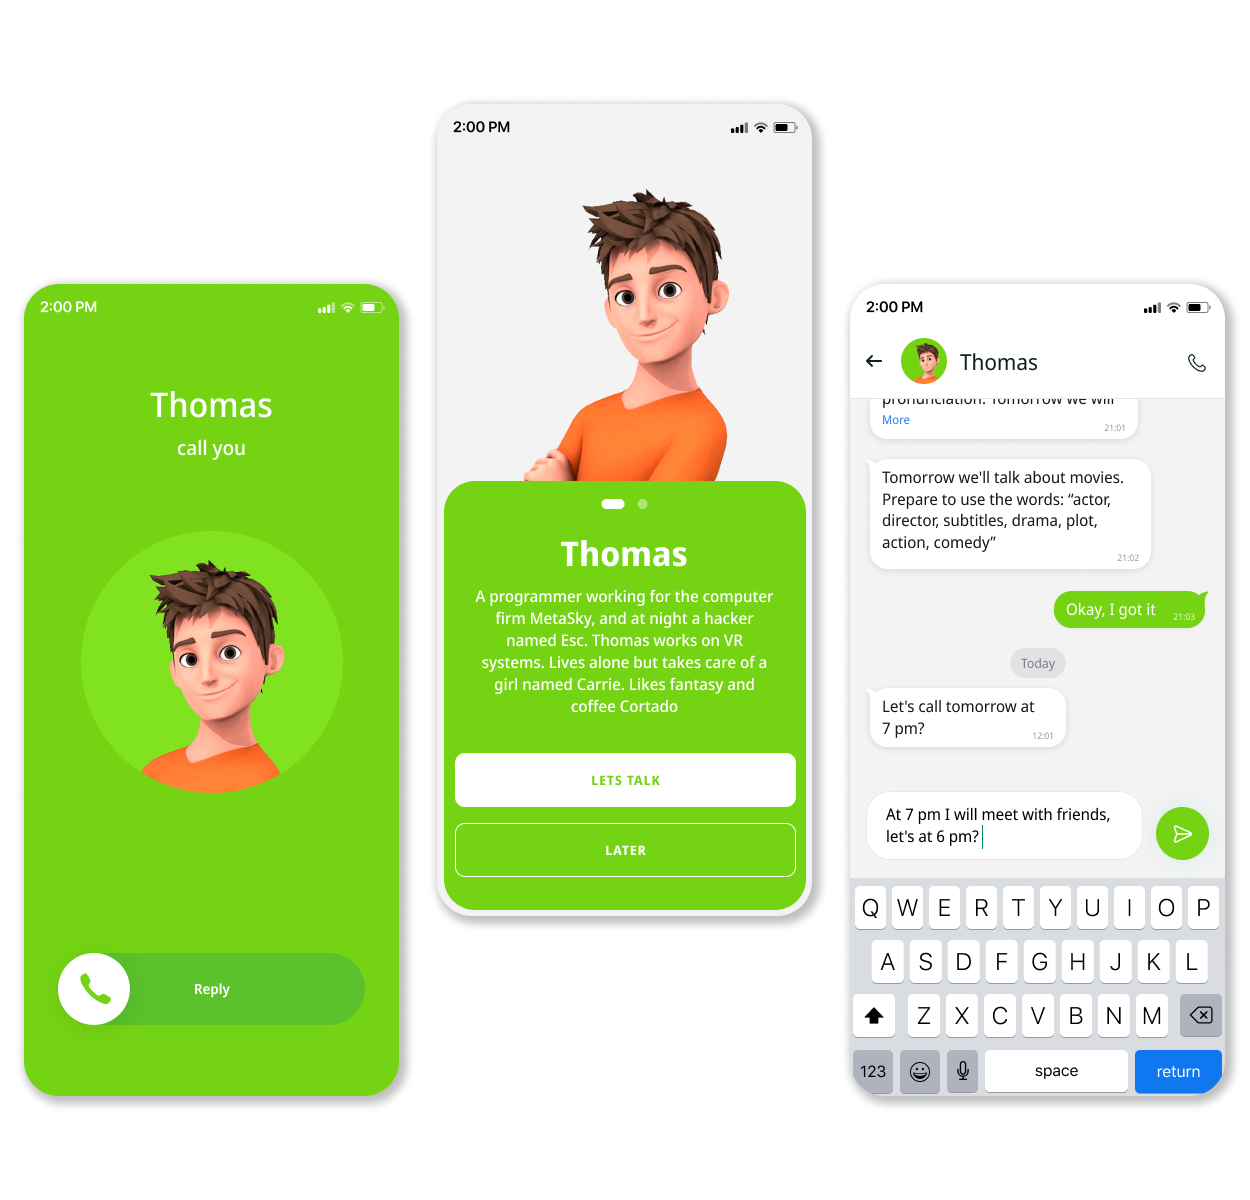 2:00 PM
Thomas
call you
Reply
2:00 PM
Thomas
A programmer working for the computer
firm MetaSky, and at night a hacker
named Esc. Thomas works on VR
systems. Lives alone but takes care of a
girl named Carrie. Likes fantasy and
coffee Cortado
LETS TALK
LATER
2:00 PM
Thomas
pronunciation. Tomorrow we will
More
21:01
Tomorrow we'll talk about movies.
Prepare to use the words: “actor,
director, subtitles, drama, plot,
action, comedy”
21:02
Okay, I got it
21:03
Today
Let's call tomorrow at
7 pm?
12:01
At 7 pm I will meet with friends,
let's at 6 pm?
Q W E R T Y U I O P
A S D F G H J K L
Z X C V B N M
123 space return